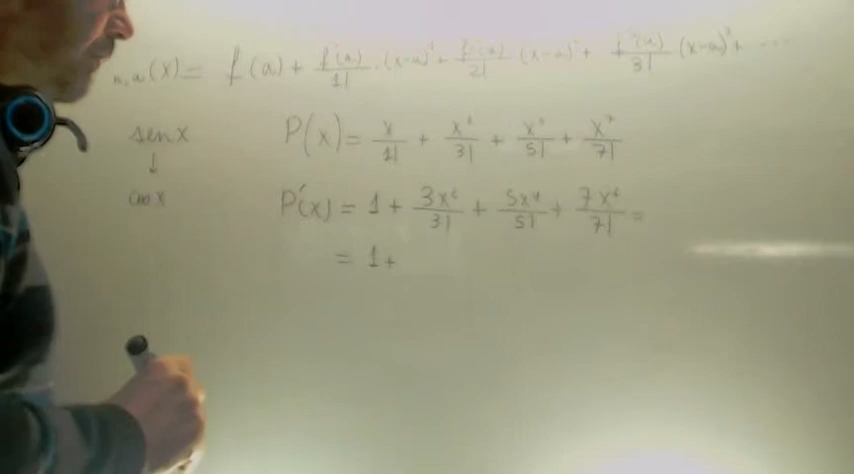 n,a(x) = f(a) + f'(a)/1! · (x-a)¹ + f''(a)/2! (x-a)² + f'''(a)/3! (x-a)³ + ...
sen x
P(x) = x/1! + x³/3! + x⁵/5! + x⁷/7!
↓
cos x
P'(x) = 1 + 3x²/3! + 5x⁴/5! + 7x⁶/7! =
= 1 +